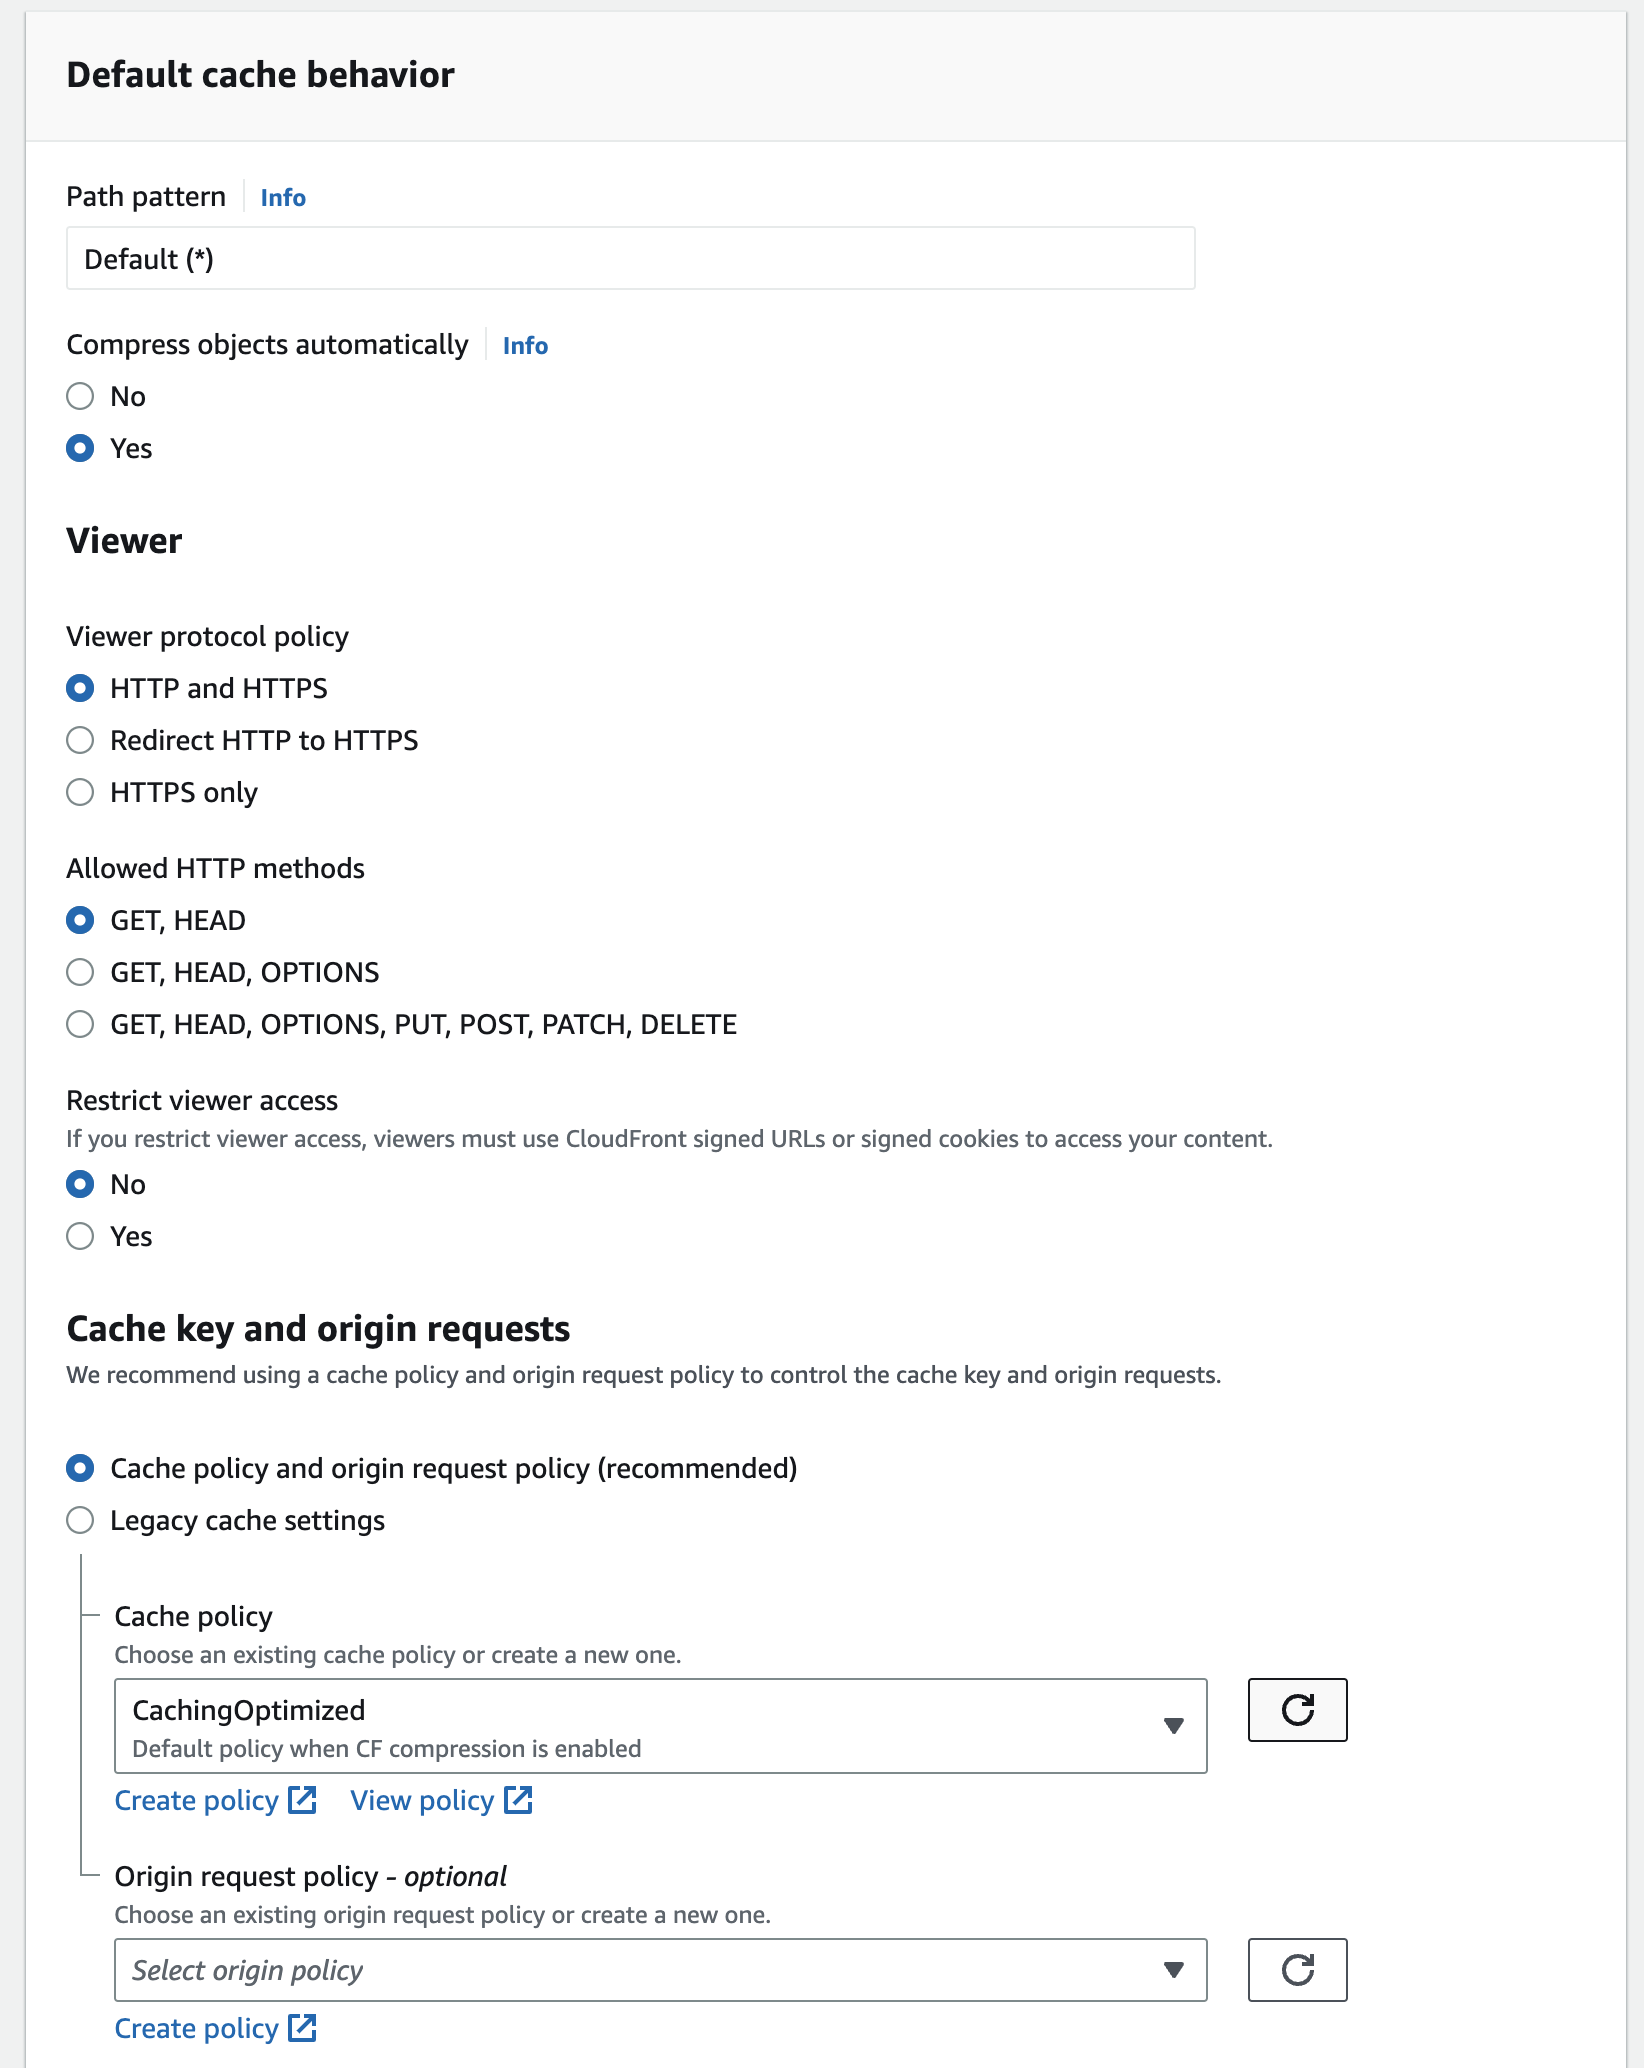 Default cache behavior
Path pattern Info
Default (*)
Compress objects automatically Info
No
Yes
Viewer
Viewer protocol policy
HTTP and HTTPS
Redirect HTTP to HTTPS
HTTPS only
Allowed HTTP methods
GET, HEAD
GET, HEAD, OPTIONS
GET, HEAD, OPTIONS, PUT, POST, PATCH, DELETE
Restrict viewer access
If you restrict viewer access, viewers must use CloudFront signed URLs or signed cookies to access your content.
No
Yes
Cache key and origin requests
We recommend using a cache policy and origin request policy to control the cache key and origin requests.
Cache policy and origin request policy (recommended)
Legacy cache settings
Cache policy
Choose an existing cache policy or create a new one.
CachingOptimized
Default policy when CF compression is enabled
Create policy View policy
Origin request policy - optional
Choose an existing origin request policy or create a new one.
Select origin policy
Create policy